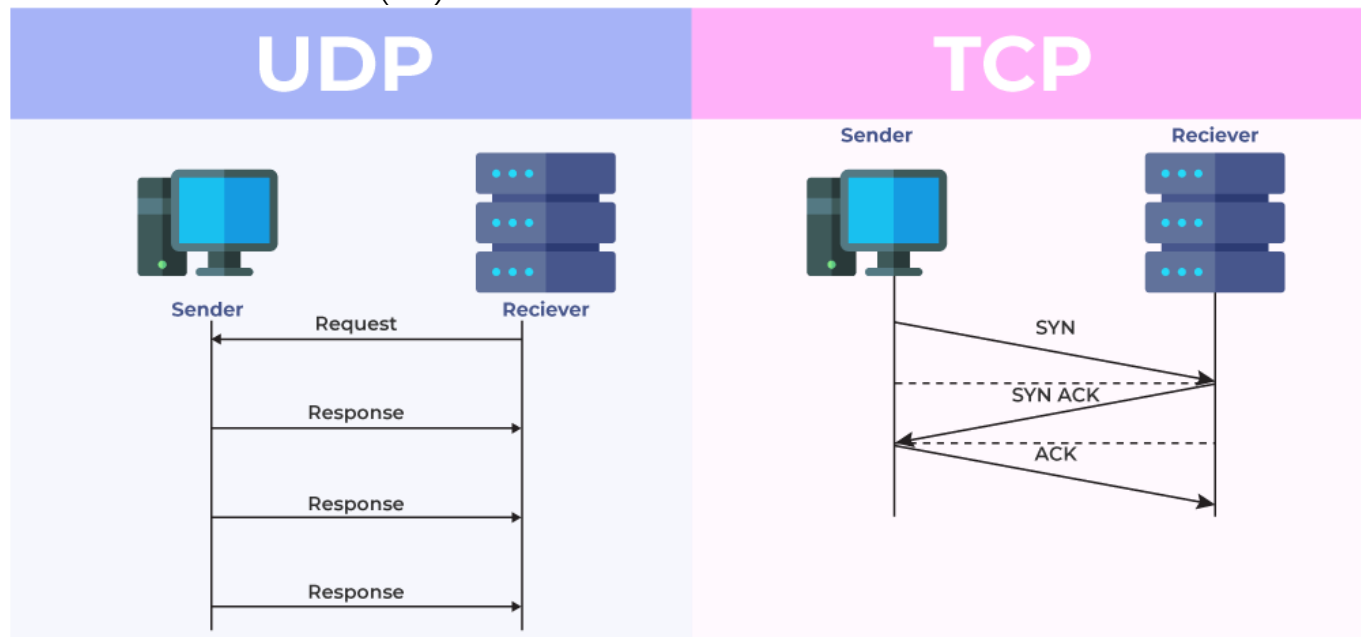 UDP
TCP
Sender
Reciever
Request
Response
Response
Response
Sender
Reciever
SYN
SYN ACK
ACK